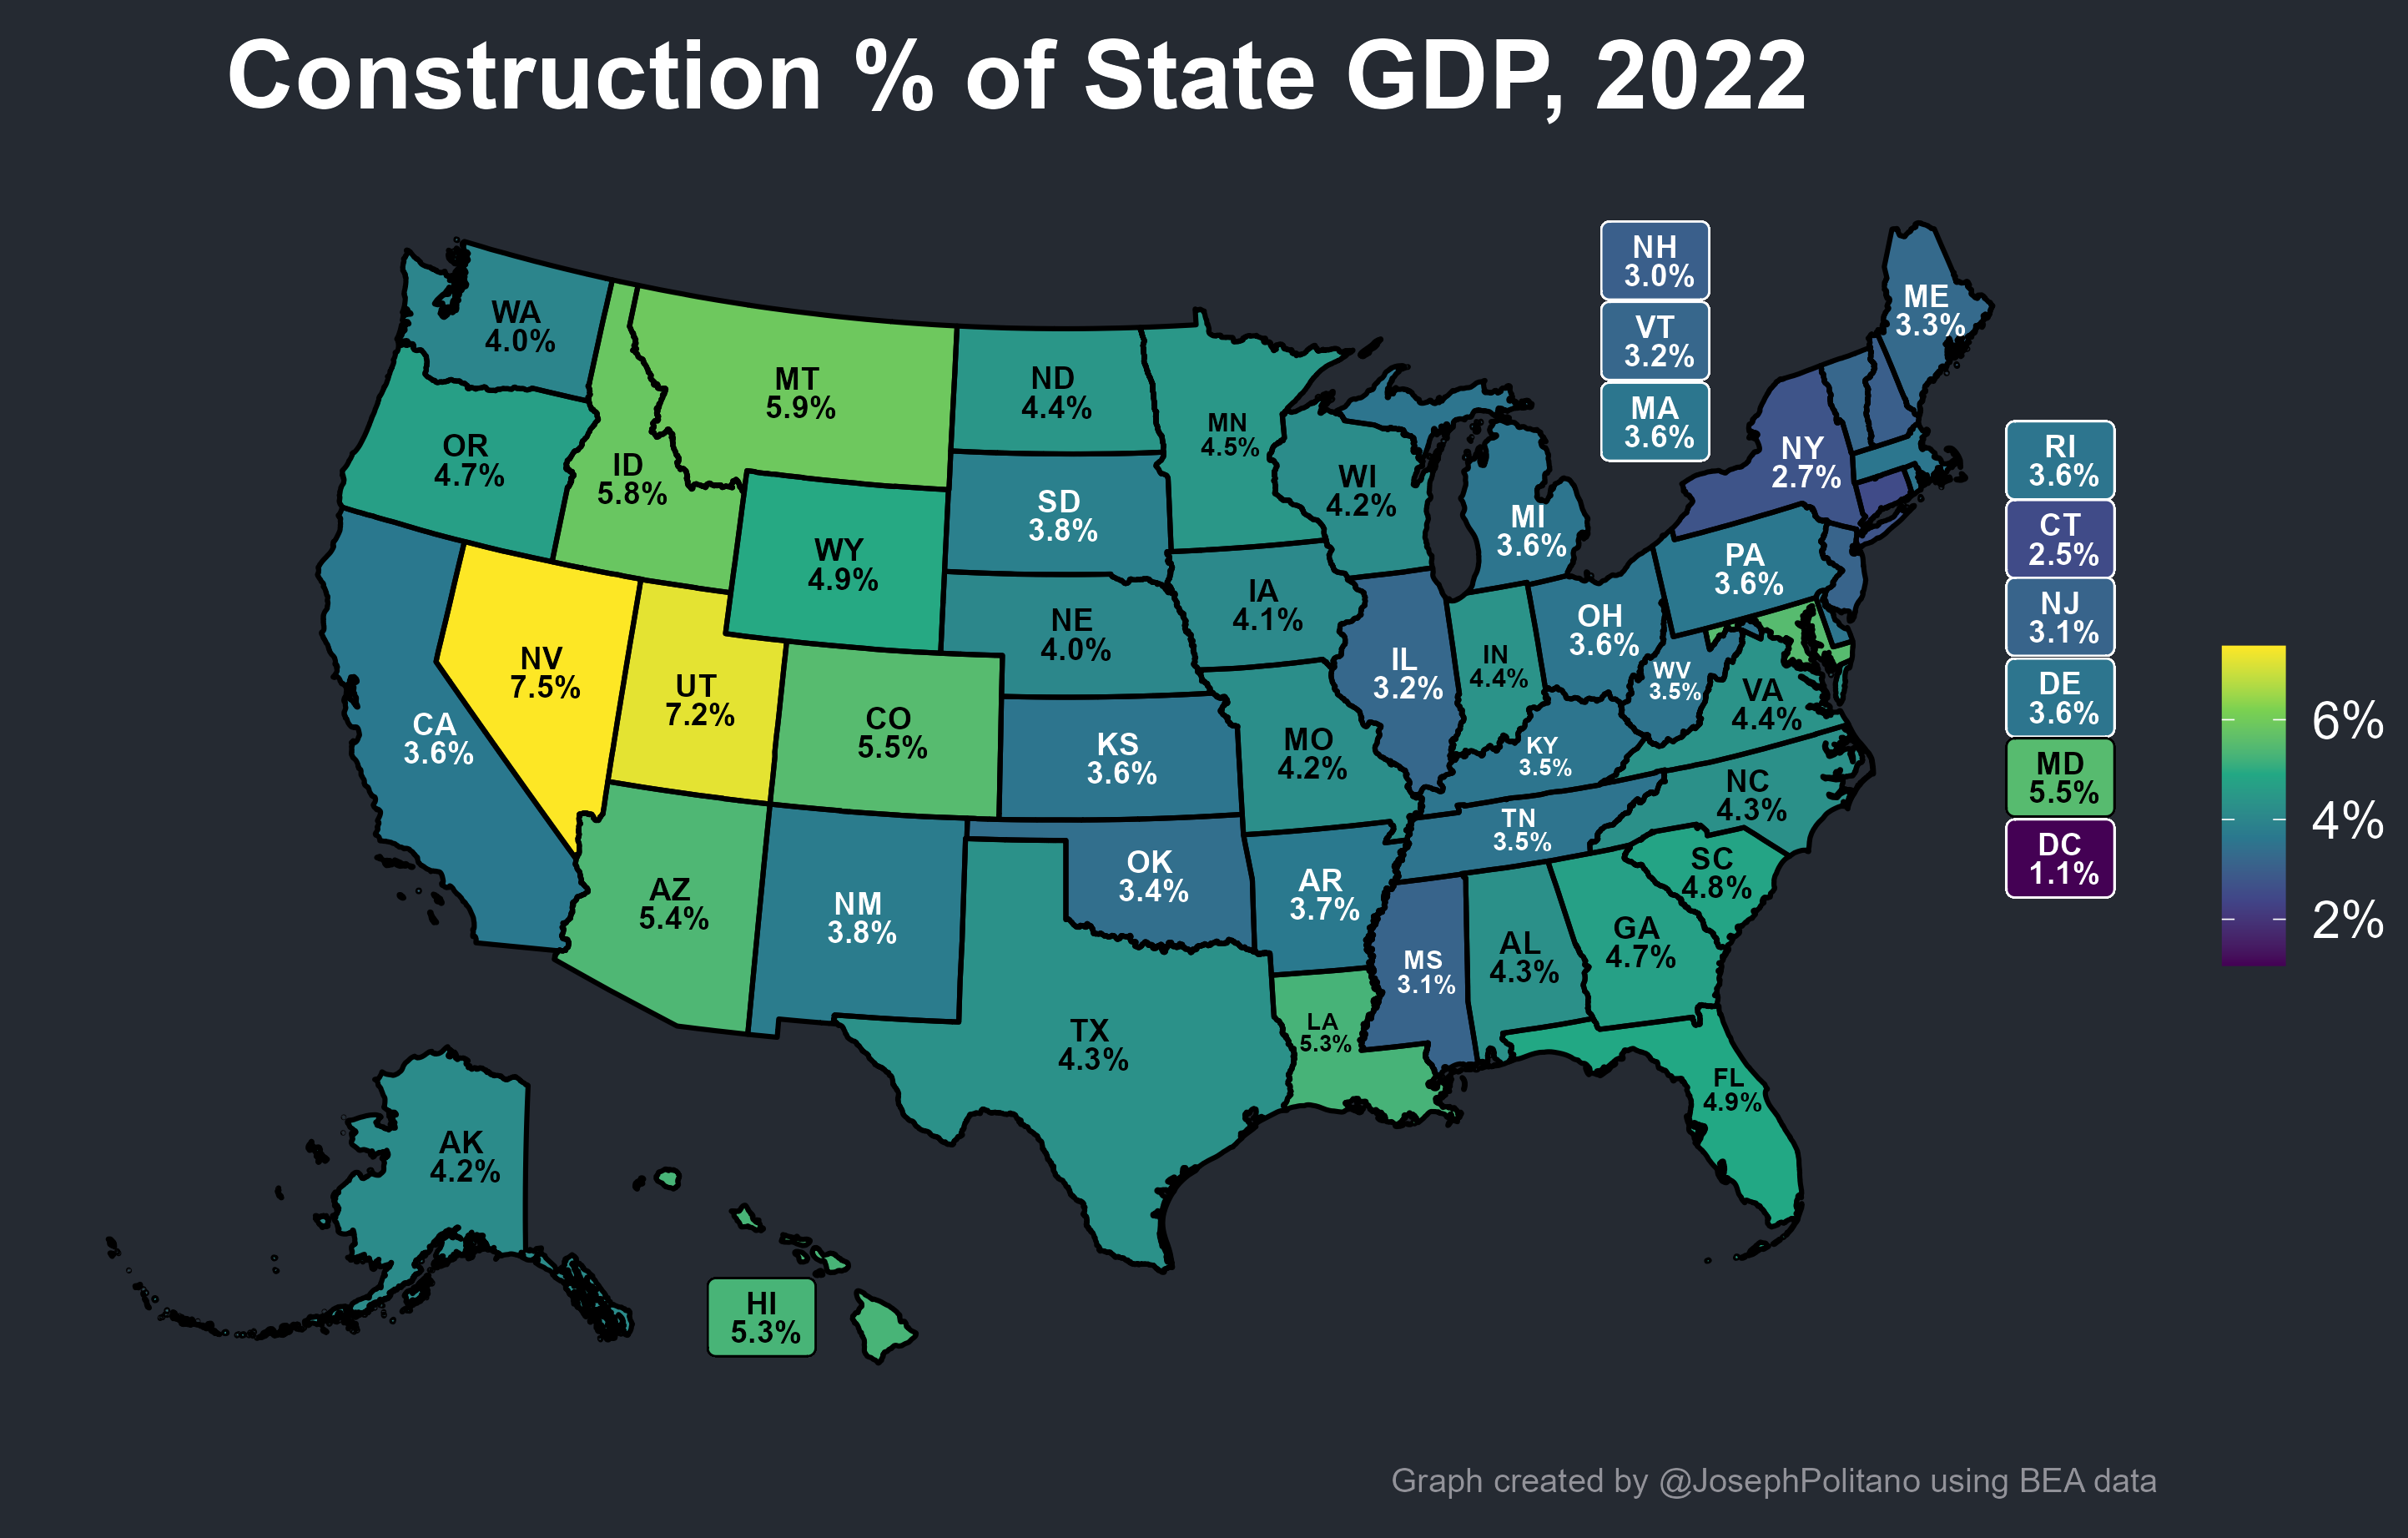 Construction % of State GDP, 2022
NH
3.0%
VT
3.2%
MA
3.6%
ME
3.3%
WA
4.0%
MT
5.9%
ND
4.4%
MN
4.5%
OR
4.7%
ID
5.8%
SD
3.8%
WI
4.2%
MI
3.6%
NY
2.7%
RI
3.6%
CT
2.5%
NJ
3.1%
DE
3.6%
MD
5.5%
DC
1.1%
WY
4.9%
NE
4.0%
IA
4.1%
PA
3.6%
OH
3.6%
IL
3.2%
IN
4.4%
WV
3.5%
VA
4.4%
NV
7.5%
UT
7.2%
CO
5.5%
CA
3.6%
KS
3.6%
MO
4.2%
KY
3.5%
NC
4.3%
TN
3.5%
SC
4.8%
AZ
5.4%
NM
3.8%
OK
3.4%
AR
3.7%
MS
3.1%
AL
4.3%
GA
4.7%
TX
4.3%
LA
5.3%
FL
4.9%
AK
4.2%
HI
5.3%
6%
4%
2%
Graph created by @JosephPolitano using BEA data